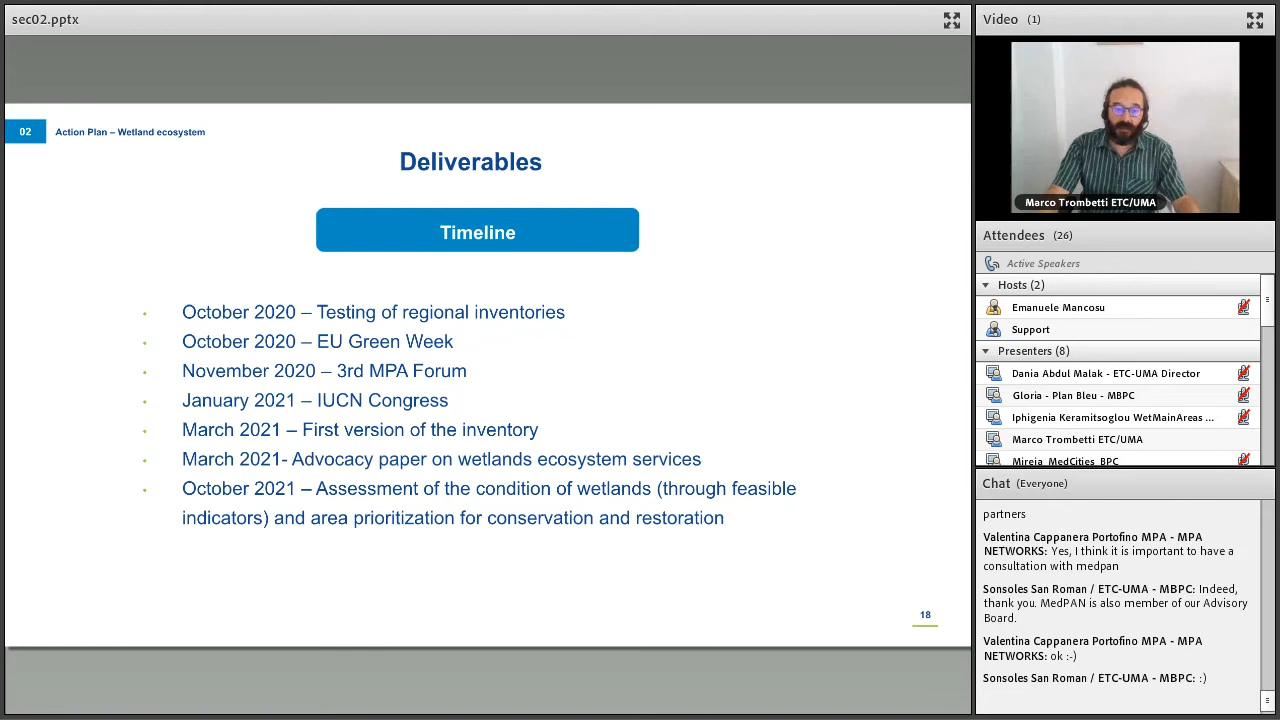 sec02.pptx
02
Action Plan – Wetland ecosystem
Deliverables
Timeline
October 2020 – Testing of regional inventories
October 2020 – EU Green Week
November 2020 – 3rd MPA Forum
January 2021 – IUCN Congress
March 2021 – First version of the inventory
March 2021- Advocacy paper on wetlands ecosystem services
October 2021 – Assessment of the condition of wetlands (through feasible
indicators) and area prioritization for conservation and restoration
18
Video (1)
Marco Trombetti ETC/UMA
Attendees (26)
Active Speakers
Hosts (2)
Emanuele Mancosu
Support
Presenters (8)
Dania Abdul Malak - ETC-UMA Director
Gloria - Plan Bleu - MBPC
Iphigenia Keramitsoglou WetMainAreas ...
Marco Trombetti ETC/UMA
Mireia_MedCities_BPC
Chat (Everyone)
partners
Valentina Cappanera Portofino MPA - MPA
NETWORKS: Yes, I think it is important to have a
consultation with medpan
Sonsoles San Roman / ETC-UMA - MBPC: Indeed,
thank you. MedPAN is also member of our Advisory
Board.
Valentina Cappanera Portofino MPA - MPA
NETWORKS: ok :-)
Sonsoles San Roman / ETC-UMA - MBPC: :)